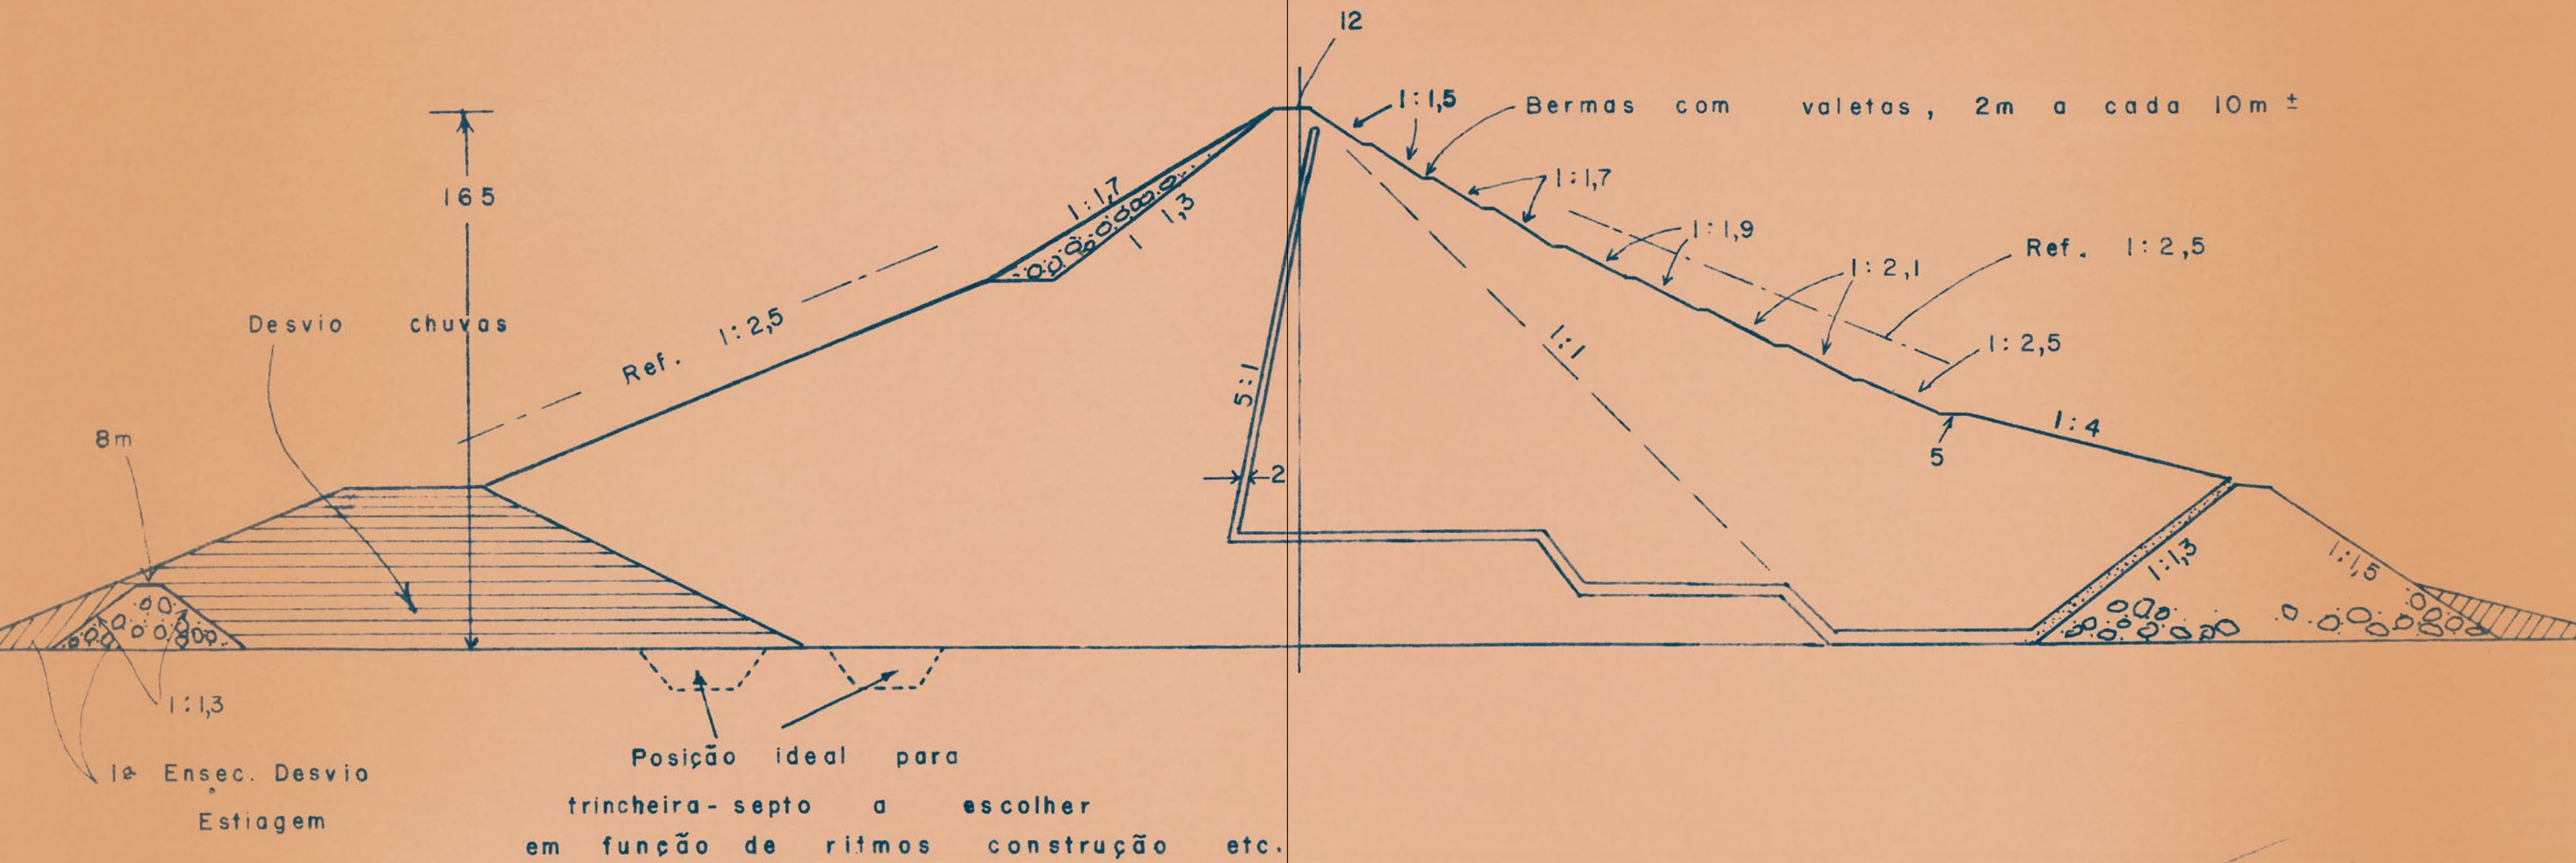 12
1:1,5
Bermas com valetas, 2m a cada 10m ±
165
1:1,7
1 1,3
1:1,7
1:1,9
Ref. 1:2,5
1:2,1
Desvio chuvas
Ref. 1:2,5
1:1
1:2,5
5:1
8m
1:4
5
2
1:1,3
1:1,5
1:1,3
1ª Ensec. Desvio
Estiagem
Posição ideal para
trincheira-septo a escolher
em função de ritmos construção etc.